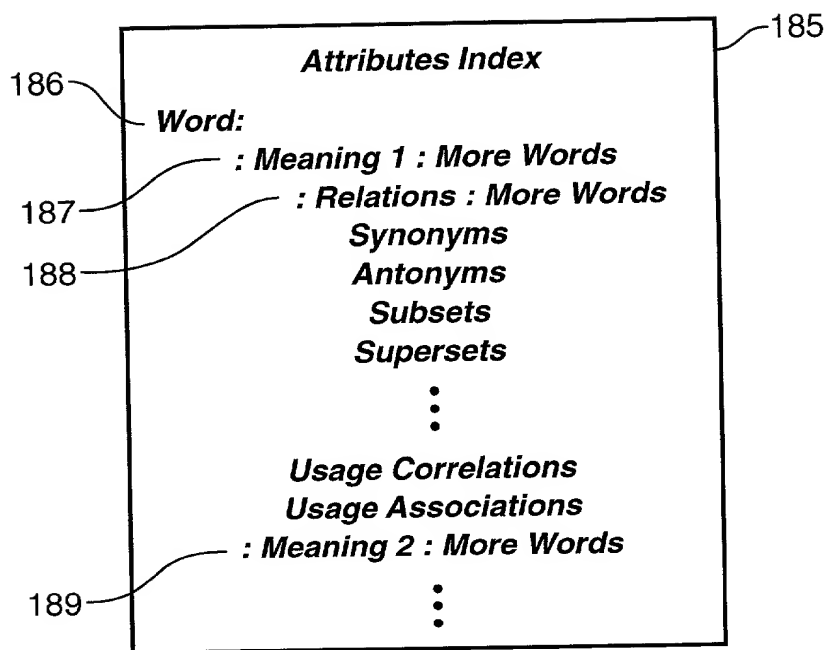 185
Attributes Index
186
Word:
: Meaning 1 : More Words
187
: Relations : More Words
188
Synonyms
Antonyms
Subsets
Supersets
Usage Correlations
Usage Associations
: Meaning 2 : More Words
189